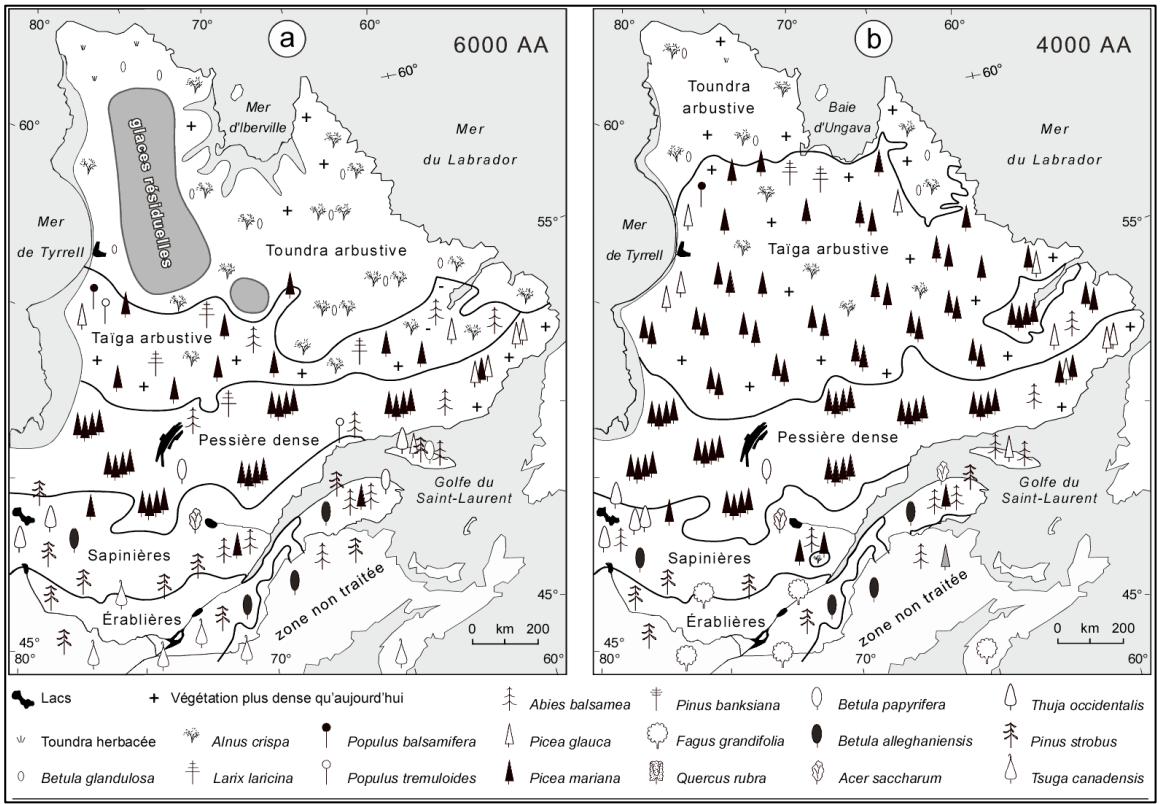 80°
70°
60°
a
6000 AA
60°
60°
Mer
d'Iberville
Mer
du Labrador
glaces résiduelles
Mer
de Tyrrell
55°
Toundra arbustive
Taïga arbustive
Pessière dense
Golfe du
Saint-Laurent
Sapinières
Érablières
zone non traitée
45°
45°
0 km 200
80°
70°
60°
80°
70°
60°
b
4000 AA
60°
60°
Toundra
arbustive
Baie
d'Ungava
Mer
du Labrador
Mer
de Tyrrell
55°
Taïga arbustive
Pessière dense
Golfe du
Saint-Laurent
Sapinières
Érablières
zone non traitée
45°
45°
0 km 200
80°
70°
60°
Lacs
Végétation plus dense qu'aujourd'hui
Abies balsamea
Pinus banksiana
Betula papyrifera
Thuja occidentalis
Toundra herbacée
Alnus crispa
Populus balsamifera
Picea glauca
Fagus grandifolia
Betula alleghaniensis
Pinus strobus
Betula glandulosa
Larix laricina
Populus tremuloides
Picea mariana
Quercus rubra
Acer saccharum
Tsuga canadensis